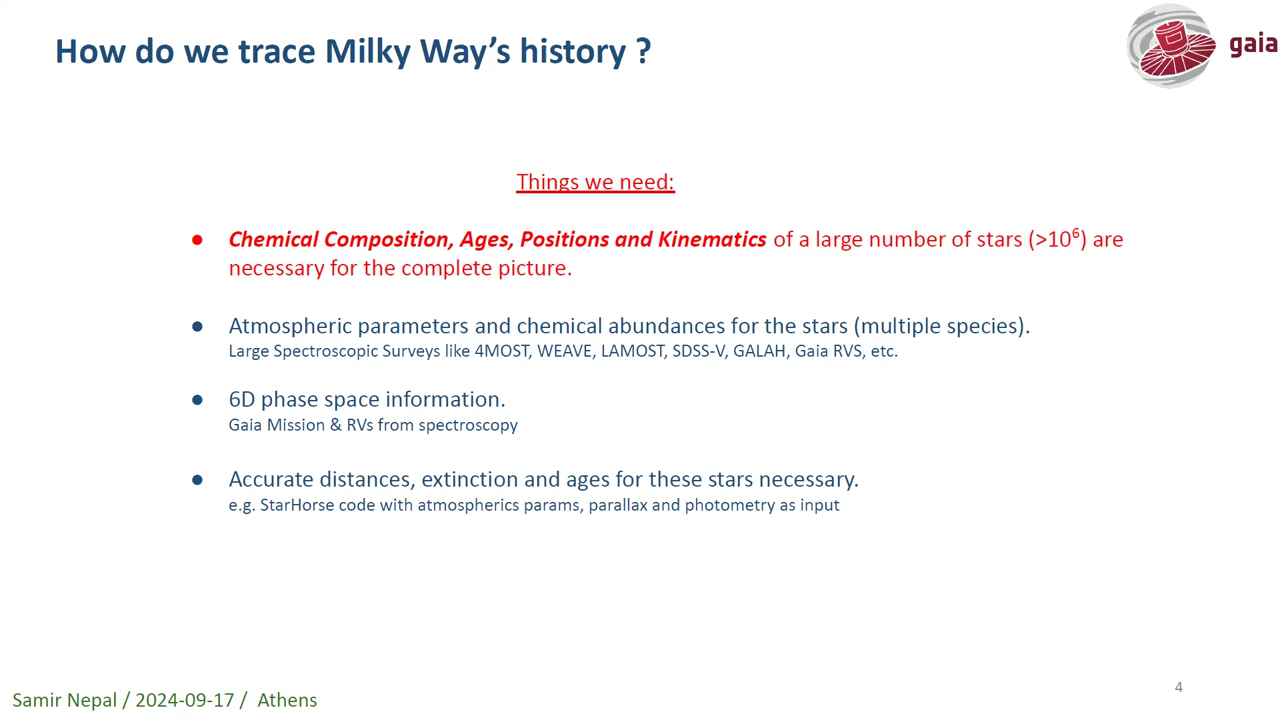 How do we trace Milky Way’s history ?
gaia
Things we need:
● Chemical Composition, Ages, Positions and Kinematics of a large number of stars (>10⁶) are
necessary for the complete picture.
● Atmospheric parameters and chemical abundances for the stars (multiple species).
Large Spectroscopic Surveys like 4MOST, WEAVE, LAMOST, SDSS-V, GALAH, Gaia RVS, etc.
● 6D phase space information.
Gaia Mission & RVs from spectroscopy
● Accurate distances, extinction and ages for these stars necessary.
e.g. StarHorse code with atmospherics params, parallax and photometry as input
Samir Nepal / 2024-09-17 / Athens
4